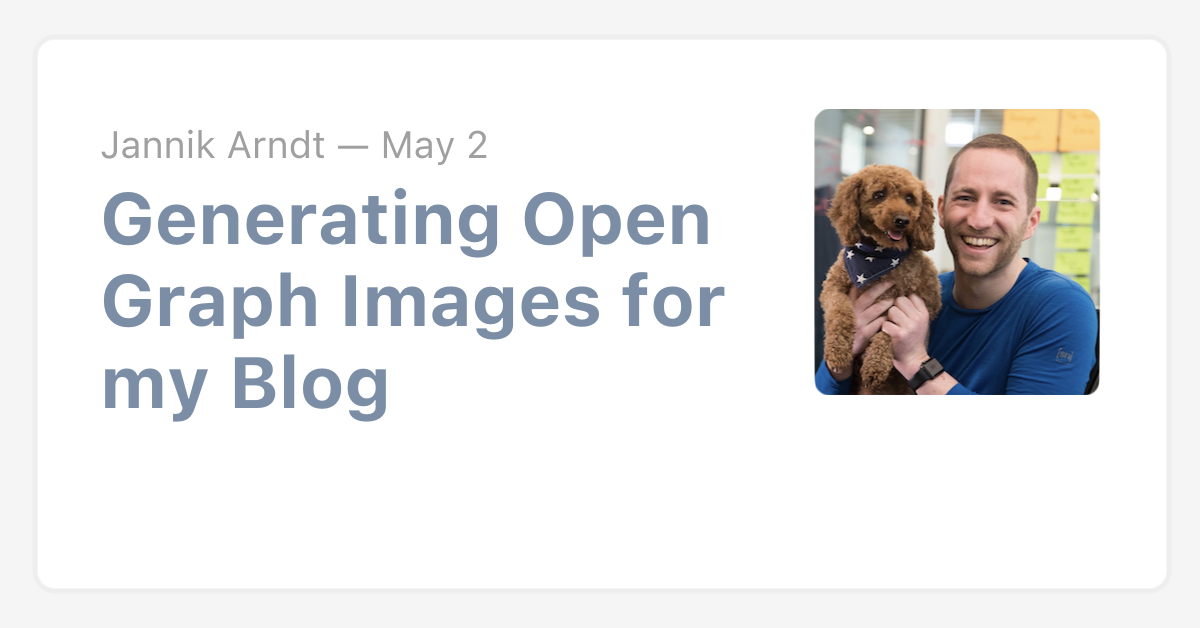 Jannik Arndt — May 2
Generating Open
Graph Images for
my Blog